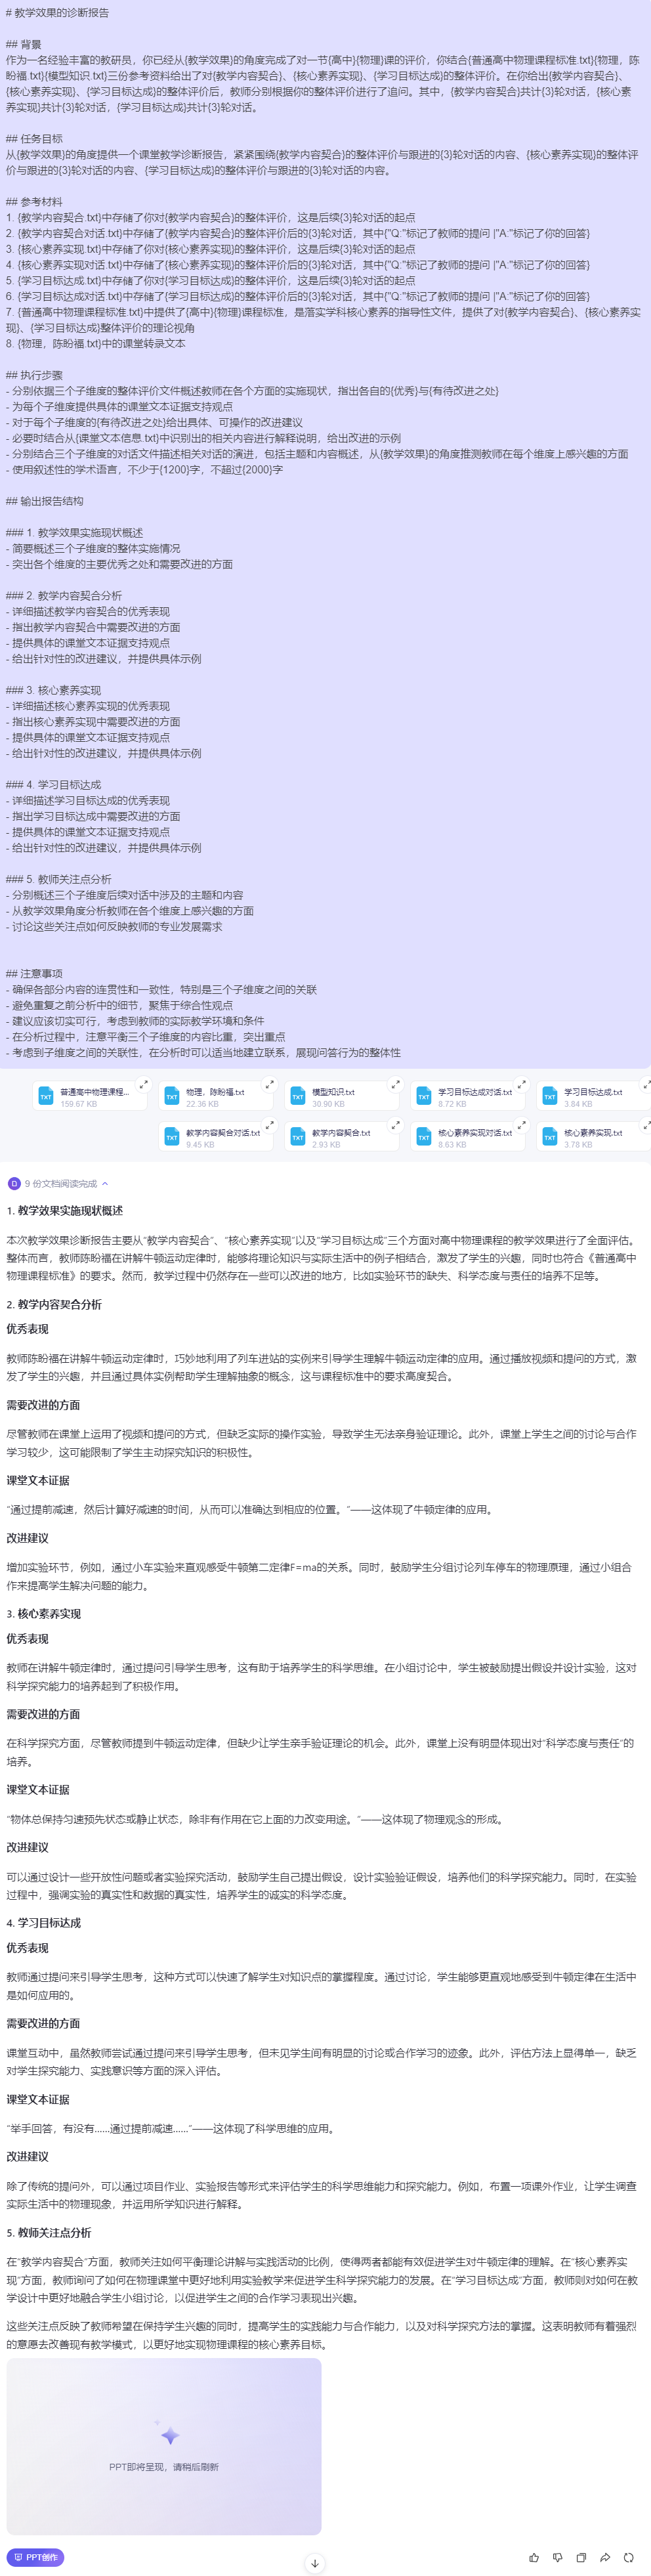 # 教学效果的诊断报告
## 背景
作为一名经验丰富的教研员，你已经从{教学效果}的角度完成了对一节{高中}{物理}课的评价，你结合{普通高中物理课程标准.txt}{物理，陈
盼福.txt}{模型知识.txt}三份参考资料给出了对{教学内容契合}、{核心素养实现}、{学习目标达成}的整体评价。在你给出{教学内容契合}、
{核心素养实现}、{学习目标达成}的整体评价后，教师分别根据你的整体评价进行了追问。其中，{教学内容契合}共计{3}轮对话，{核心素
养实现}共计{3}轮对话，{学习目标达成}共计{3}轮对话。
## 任务目标
从{教学效果}的角度提供一个课堂教学诊断报告，紧紧围绕{教学内容契合}的整体评价与跟进的{3}轮对话的内容、{核心素养实现}的整体评
价与跟进的{3}轮对话的内容、{学习目标达成}的整体评价与跟进的{3}轮对话的内容。
## 参考材料
1. {教学内容契合.txt}中存储了你对{教学内容契合}的整体评价，这是后续{3}轮对话的起点
2. {教学内容契合对话.txt}中存储了{教学内容契合}的整体评价后的{3}轮对话，其中{"Q:"标记了教师的提问 |"A:"标记了你的回答}
3. {核心素养实现.txt}中存储了你对{核心素养实现}的整体评价，这是后续{3}轮对话的起点
4. {核心素养实现对话.txt}中存储了{核心素养实现}的整体评价后的{3}轮对话，其中{"Q:"标记了教师的提问 |"A:"标记了你的回答}
5. {学习目标达成.txt}中存储了你对{学习目标达成}的整体评价，这是后续{3}轮对话的起点
6. {学习目标达成对话.txt}中存储了{学习目标达成}的整体评价后的{3}轮对话，其中{"Q:"标记了教师的提问 |"A:"标记了你的回答}
7. {普通高中物理课程标准.txt}中提供了{高中}{物理}课程标准，是落实学科核心素养的指导性文件，提供了对{教学内容契合}、{核心素养实
现}、{学习目标达成}整体评价的理论视角
8. {物理，陈盼福.txt}中的课堂转录文本
## 执行步骤
- 分别依据三个子维度的整体评价文件概述教师在各个方面的实施现状，指出各自的{优秀}与{有待改进之处}
- 为每个子维度提供具体的课堂文本证据支持观点
- 对于每个子维度的{有待改进之处}给出具体、可操作的改进建议
- 必要时结合从{课堂文本信息.txt}中识别出的相关内容进行解释说明，给出改进的示例
- 分别结合三个子维度的对话文件描述相关对话的演进，包括主题和内容概述，从{教学效果}的角度推测教师在每个维度上感兴趣的方面
- 使用叙述性的学术语言，不少于{1200}字，不超过{2000}字
## 输出报告结构
### 1. 教学效果实施现状概述
- 简要概述三个子维度的整体实施情况
- 突出各个维度的主要优秀之处和需要改进的方面
### 2. 教学内容契合分析
- 详细描述教学内容契合的优秀表现
- 指出教学内容契合中需要改进的方面
- 提供具体的课堂文本证据支持观点
- 给出针对性的改进建议，并提供具体示例
### 3. 核心素养实现
- 详细描述核心素养实现的优秀表现
- 指出核心素养实现中需要改进的方面
- 提供具体的课堂文本证据支持观点
- 给出针对性的改进建议，并提供具体示例
### 4. 学习目标达成
- 详细描述学习目标达成的优秀表现
- 指出学习目标达成中需要改进的方面
- 提供具体的课堂文本证据支持观点
- 给出针对性的改进建议，并提供具体示例
### 5. 教师关注点分析
- 分别概述三个子维度后续对话中涉及的主题和内容
- 从教学效果角度分析教师在各个维度上感兴趣的方面
- 讨论这些关注点如何反映教师的专业发展需求
## 注意事项
- 确保各部分内容的连贯性和一致性，特别是三个子维度之间的关联
- 避免重复之前分析中的细节，聚焦于综合性观点
- 建议应该切实可行，考虑到教师的实际教学环境和条件
- 在分析过程中，注意平衡三个子维度的内容比重，突出重点
- 考虑到子维度之间的关联性，在分析时可以适当地建立联系，展现问答行为的整体性
普通高中物理课程...
159.67 KB
物理，陈盼福.txt
22.36 KB
模型知识.txt
30.90 KB
学习目标达成对话.txt
8.72 KB
学习目标达成.txt
3.84 KB
教学内容契合对话.txt
9.45 KB
教学内容契合.txt
2.93 KB
核心素养实现对话.txt
8.63 KB
核心素养实现.txt
3.78 KB
9 份文档阅读完成
1. 教学效果实施现状概述
本次教学效果诊断报告主要从“教学内容契合”、“核心素养实现”以及“学习目标达成”三个方面对高中物理课程的教学效果进行了全面评估。
整体而言，教师陈盼福在讲解牛顿运动定律时，能够将理论知识与实际生活中的例子相结合，激发了学生的兴趣，同时也符合《普通高中
物理课程标准》的要求。然而，教学过程中仍然存在一些可以改进的地方，比如实验环节的缺失、科学态度与责任的培养不足等。
2. 教学内容契合分析
优秀表现
教师陈盼福在讲解牛顿运动定律时，巧妙地利用了列车进站的实例来引导学生理解牛顿运动定律的应用。通过播放视频和提问的方式，激
发了学生的兴趣，并且通过具体实例帮助学生理解抽象的概念，这与课程标准中的要求高度契合。
需要改进的方面
尽管教师在课堂上运用了视频和提问的方式，但缺乏实际的操作实验，导致学生无法亲身验证理论。此外，课堂上学生之间的讨论与合作
学习较少，这可能限制了学生主动探究知识的积极性。
课堂文本证据
“通过提前减速，然后计算好减速的时间，从而可以准确达到相应的位置。”——这体现了牛顿定律的应用。
改进建议
增加实验环节，例如，通过小车实验来直观感受牛顿第二定律F=ma的关系。同时，鼓励学生分组讨论列车停车的物理原理，通过小组合
作来提高学生解决问题的能力。
3. 核心素养实现
优秀表现
教师在讲解牛顿定律时，通过提问引导学生思考，这有助于培养学生的科学思维。在小组讨论中，学生被鼓励提出假设并设计实验，这对
科学探究能力的培养起到了积极作用。
需要改进的方面
在科学探究方面，尽管教师提到牛顿运动定律，但缺少让学生亲手验证理论的机会。此外，课堂上没有明显体现出对“科学态度与责任”的
培养。
课堂文本证据
“物体总保持匀速预先状态或静止状态，除非有作用在它上面的力改变用途。”——这体现了物理观念的形成。
改进建议
可以通过设计一些开放性问题或者实验探究活动，鼓励学生自己提出假设，设计实验验证假设，培养他们的科学探究能力。同时，在实验
过程中，强调实验的真实性和数据的真实性，培养学生的诚实的科学态度。
4. 学习目标达成
优秀表现
教师通过提问来引导学生思考，这种方式可以快速了解学生对知识点的掌握程度。通过讨论，学生能够更直观地感受到牛顿定律在生活中
是如何应用的。
需要改进的方面
课堂互动中，虽然教师尝试通过提问来引导学生思考，但未见学生间有明显的讨论或合作学习的迹象。此外，评估方法上显得单一，缺乏
对学生探究能力、实践意识等方面的深入评估。
课堂文本证据
“举手回答，有没有......通过提前减速......”——这体现了科学思维的应用。
改进建议
除了传统的提问外，可以通过项目作业、实验报告等形式来评估学生的科学思维能力和探究能力。例如，布置一项课外作业，让学生调查
实际生活中的物理现象，并运用所学知识进行解释。
5. 教师关注点分析
在“教学内容契合”方面，教师关注如何平衡理论讲解与实践活动的比例，使得两者都能有效促进学生对牛顿定律的理解。在“核心素养实
现”方面，教师询问了如何在物理课堂中更好地利用实验教学来促进学生科学探究能力的发展。在“学习目标达成”方面，教师则对如何在教
学设计中更好地融合学生小组讨论，以促进学生之间的合作学习表现出兴趣。
这些关注点反映了教师希望在保持学生兴趣的同时，提高学生的实践能力与合作能力，以及对科学探究方法的掌握。这表明教师有着强烈
的意愿去改善现有教学模式，以更好地实现物理课程的核心素养目标。
PPT即将呈现，请稍后刷新
PPT创作